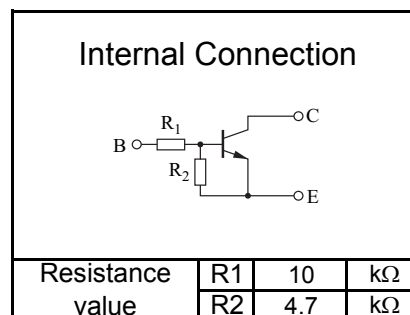 Internal Connection
C
R1
B
R2
E
Resistance value R1 10 kΩ
R2 4.7 kΩ